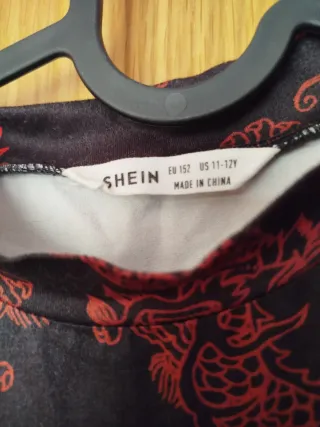 SHEIN EU 152 US 11-12Y
MADE IN CHINA